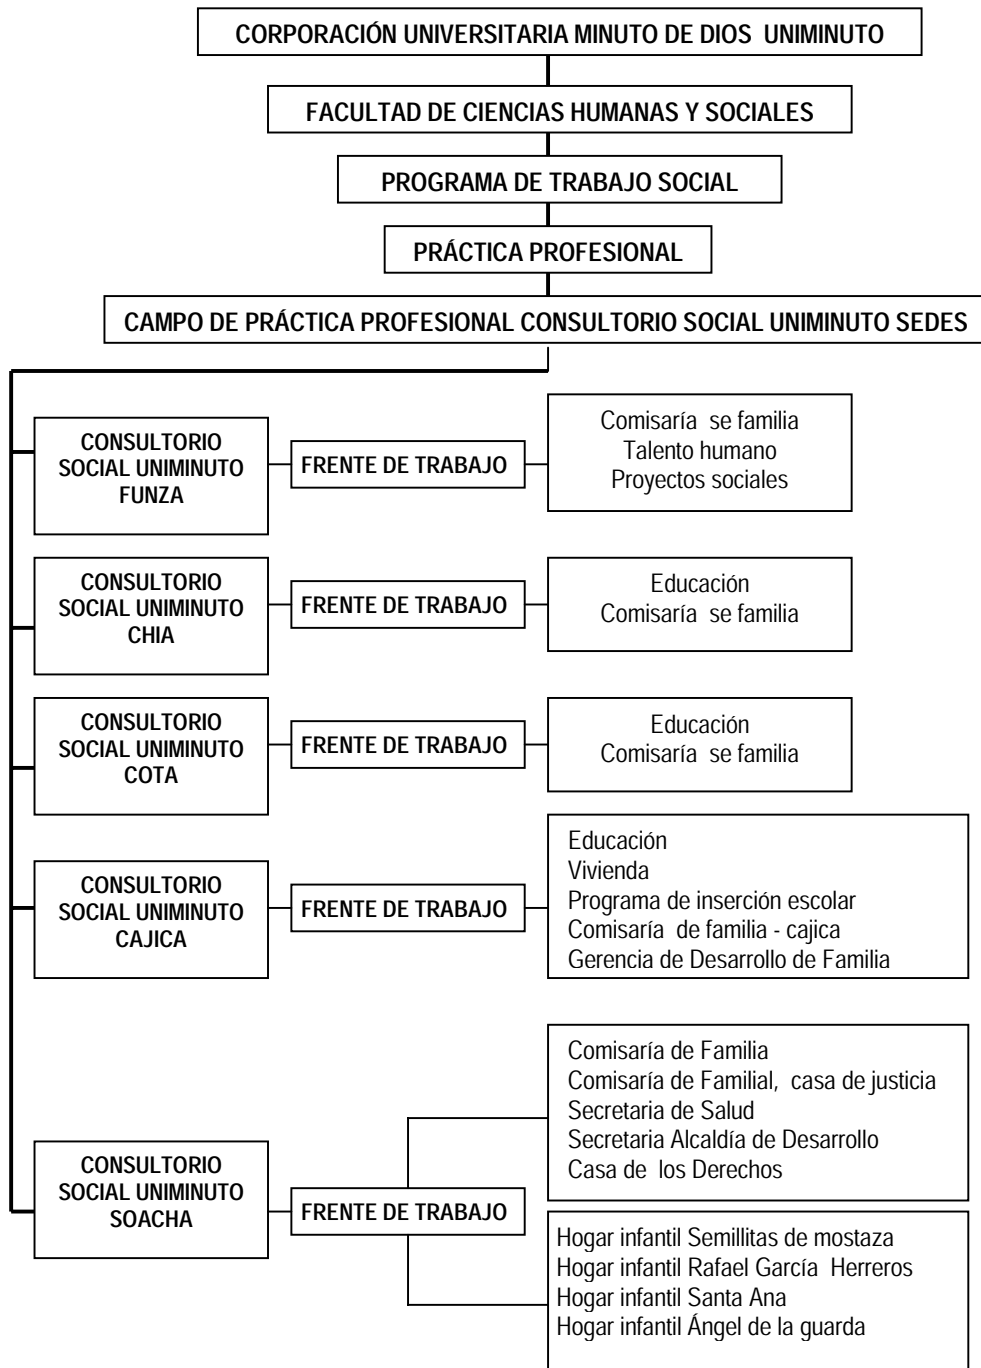 CORPORACIÓN UNIVERSITARIA MINUTO DE DIOS UNIMINUTO
FACULTAD DE CIENCIAS HUMANAS Y SOCIALES
PROGRAMA DE TRABAJO SOCIAL
PRÁCTICA PROFESIONAL
CAMPO DE PRÁCTICA PROFESIONAL CONSULTORIO SOCIAL UNIMINUTO SEDES
CONSULTORIO
SOCIAL UNIMINUTO
FUNZA
FRENTE DE TRABAJO
Comisaría se familia
Talento humano
Proyectos sociales
CONSULTORIO
SOCIAL UNIMINUTO
CHIA
FRENTE DE TRABAJO
Educación
Comisaría se familia
CONSULTORIO
SOCIAL UNIMINUTO
COTA
FRENTE DE TRABAJO
Educación
Comisaría se familia
CONSULTORIO
SOCIAL UNIMINUTO
CAJICA
FRENTE DE TRABAJO
Educación
Vivienda
Programa de inserción escolar
Comisaría de familia - cajica
Gerencia de Desarrollo de Familia
CONSULTORIO
SOCIAL UNIMINUTO
SOACHA
FRENTE DE TRABAJO
Comisaría de Familia
Comisaría de Familial, casa de justicia
Secretaria de Salud
Secretaria Alcaldía de Desarrollo
Casa de los Derechos
Hogar infantil Semillitas de mostaza
Hogar infantil Rafael García Herreros
Hogar infantil Santa Ana
Hogar infantil Ángel de la guarda